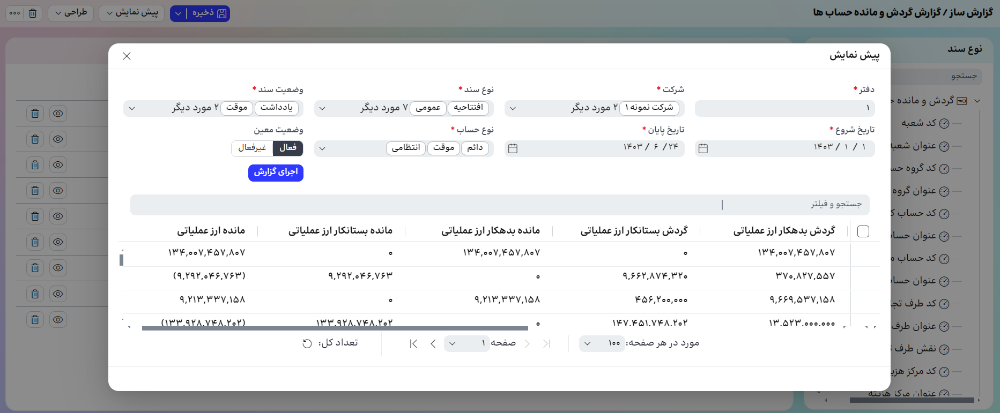 گزارش ساز / گزارش گردش و مانده حساب ها
ذخیره
پیش نمایش
طراحی
نوع سند
جستجو
گردش و مانده
کد شعبه
عنوان شعبه
کد گروه
عنوان گروه
کد حساب
عنوان
کد حساب
عنوان
کد طرف
عنوان طرف
نقش طرف
کد مرکز
عنوان مرکز هزینه
پیش نمایش
دفتر *
شرکت *
نوع سند *
وضعیت سند *
۱
شرکت نمونه ۱ ۲ مورد دیگر
افتتاحیه عمومی ۷ مورد دیگر
یادداشت موقت ۲ مورد دیگر
تاریخ شروع *
تاریخ پایان *
نوع حساب *
وضعیت معین
۱۴۰۳ / ۱ / ۱
۱۴۰۳ / ۶ / ۲۴
دائم موقت انتظامی
فعال غیرفعال
اجرای گزارش
جستجو و فیلتر
گردش بدهکار ارز عملیاتی گردش بستانکار ارز عملیاتی مانده بدهکار ارز عملیاتی مانده بستانکار ارز عملیاتی مانده ارز عملیاتی
۱۳۴,۰۰۷,۴۵۷,۸۰۷ ۰ ۱۳۴,۰۰۷,۴۵۷,۸۰۷ ۰ ۱۳۴,۰۰۷,۴۵۷,۸۰۷
۳۷۰,۸۲۷,۵۵۷ ۹,۶۶۲,۸۷۴,۳۲۰ ۰ ۹,۲۹۲,۰۴۶,۷۶۳ (۹,۲۹۲,۰۴۶,۷۶۳)
۹,۶۶۹,۵۳۷,۱۵۸ ۴۵۶,۲۰۰,۰۰۰ ۹,۲۱۳,۳۳۷,۱۵۸ ۰ ۹,۲۱۳,۳۳۷,۱۵۸
۱۳,۵۲۳,۰۰۰,۰۰۰ ۱۴۷,۴۵۱,۷۴۸,۲۰۲ ۰ ۱۳۳,۹۲۸,۷۴۸,۲۰۲ (۱۳۳,۹۲۸,۷۴۸,۲۰۲)
مورد در هر صفحه: ۱۰۰ صفحه ۱ تعداد کل: